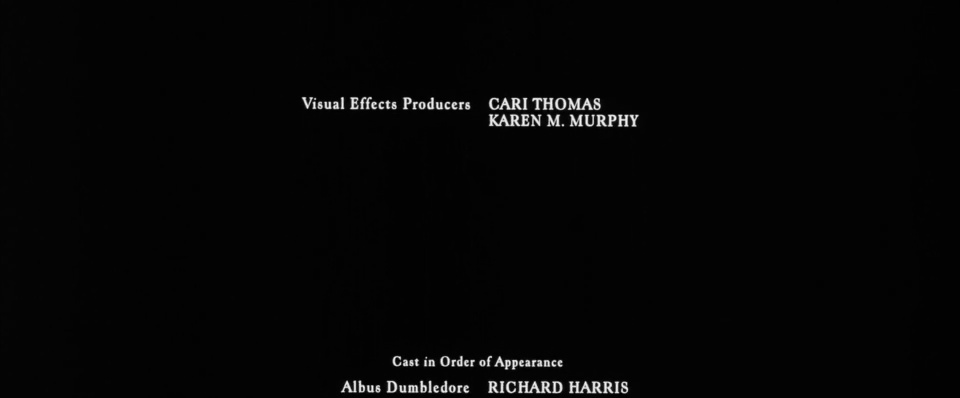 Visual Effects Producers CARI THOMAS
KAREN M. MURPHY
Cast in Order of Appearance
Albus Dumbledore RICHARD HARRIS